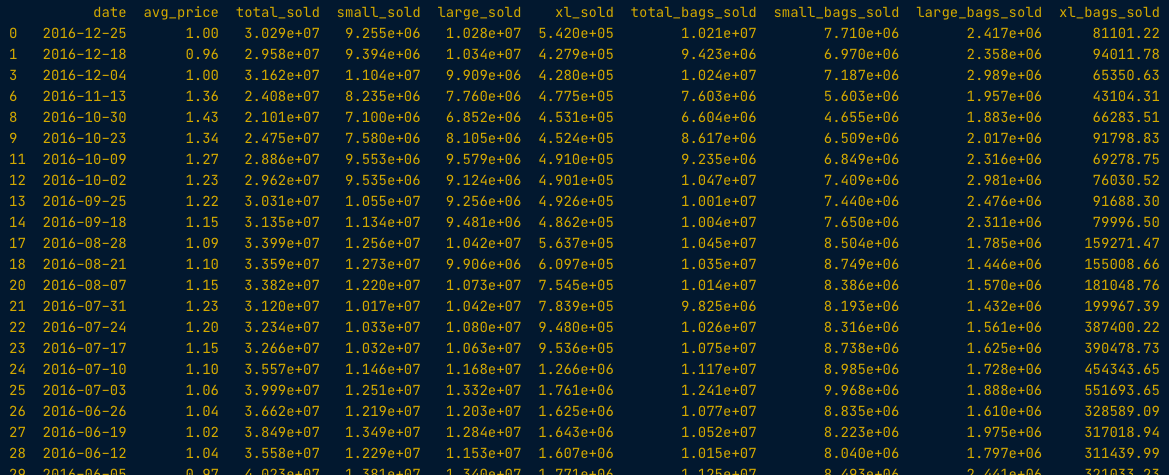 date avg_price total_sold small_sold large_sold xl_sold total_bags_sold small_bags_sold large_bags_sold xl_bags_sold
0 2016-12-25 1.00 3.029e+07 9.255e+06 1.028e+07 5.420e+05 1.021e+07 7.710e+06 2.417e+06 81101.22
1 2016-12-18 0.96 2.958e+07 9.394e+06 1.034e+07 4.279e+05 9.423e+06 6.970e+06 2.358e+06 94011.78
3 2016-12-04 1.00 3.162e+07 1.104e+07 9.909e+06 4.280e+05 1.024e+07 7.187e+06 2.989e+06 65350.63
6 2016-11-13 1.36 2.408e+07 8.235e+06 7.760e+06 4.775e+05 7.603e+06 5.603e+06 1.957e+06 43104.31
8 2016-10-30 1.43 2.101e+07 7.100e+06 6.852e+06 4.531e+05 6.604e+06 4.655e+06 1.883e+06 66283.51
9 2016-10-23 1.34 2.475e+07 7.580e+06 8.105e+06 4.524e+05 8.617e+06 6.509e+06 2.017e+06 91798.83
11 2016-10-09 1.27 2.886e+07 9.553e+06 9.579e+06 4.910e+05 9.235e+06 6.849e+06 2.316e+06 69278.75
12 2016-10-02 1.23 2.962e+07 9.535e+06 9.124e+06 4.901e+05 1.047e+07 7.409e+06 2.981e+06 76030.52
13 2016-09-25 1.22 3.031e+07 1.055e+07 9.256e+06 4.926e+05 1.001e+07 7.440e+06 2.476e+06 91688.30
14 2016-09-18 1.15 3.135e+07 1.134e+07 9.481e+06 4.862e+05 1.004e+07 7.650e+06 2.311e+06 79996.50
17 2016-08-28 1.09 3.399e+07 1.256e+07 1.042e+07 5.637e+05 1.045e+07 8.504e+06 1.785e+06 159271.47
18 2016-08-21 1.10 3.359e+07 1.273e+07 9.906e+06 6.097e+05 1.035e+07 8.749e+06 1.446e+06 155008.66
20 2016-08-07 1.15 3.382e+07 1.220e+07 1.073e+07 7.545e+05 1.014e+07 8.386e+06 1.570e+06 181048.76
21 2016-07-31 1.23 3.120e+07 1.017e+07 1.042e+07 7.839e+05 9.825e+06 8.193e+06 1.432e+06 199967.39
22 2016-07-24 1.20 3.234e+07 1.033e+07 1.080e+07 9.480e+05 1.026e+07 8.316e+06 1.561e+06 387400.22
23 2016-07-17 1.15 3.266e+07 1.032e+07 1.063e+07 9.536e+05 1.075e+07 8.738e+06 1.625e+06 390478.73
24 2016-07-10 1.10 3.557e+07 1.146e+07 1.168e+07 1.266e+06 1.117e+07 8.985e+06 1.728e+06 454343.65
25 2016-07-03 1.06 3.999e+07 1.251e+07 1.332e+07 1.761e+06 1.241e+07 9.968e+06 1.888e+06 551693.65
26 2016-06-26 1.04 3.662e+07 1.219e+07 1.203e+07 1.625e+06 1.077e+07 8.835e+06 1.610e+06 328589.09
27 2016-06-19 1.02 3.849e+07 1.349e+07 1.284e+07 1.643e+06 1.052e+07 8.223e+06 1.975e+06 317018.94
28 2016-06-12 1.04 3.558e+07 1.229e+07 1.153e+07 1.607e+06 1.015e+07 8.040e+06 1.797e+06 311439.99
29 2016-06-05 0.97 4.023e+07 1.381e+07 1.340e+07 1.771e+06 1.125e+07 8.493e+06 2.441e+06